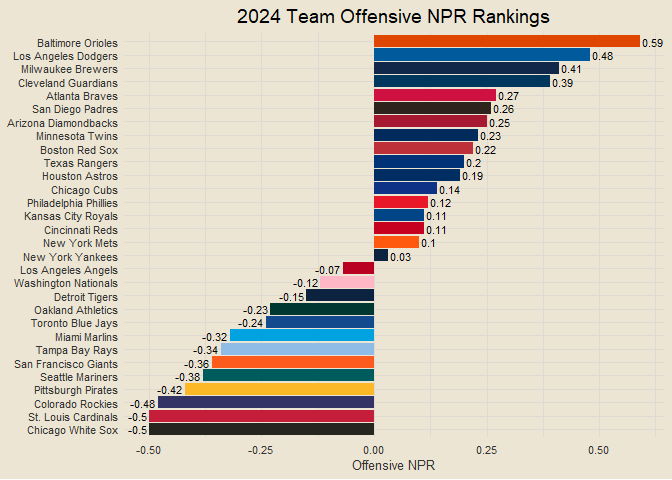 2024 Team Offensive NPR Rankings
Baltimore Orioles 0.59
Los Angeles Dodgers 0.48
Milwaukee Brewers 0.41
Cleveland Guardians 0.39
Atlanta Braves 0.27
San Diego Padres 0.26
Arizona Diamondbacks 0.25
Minnesota Twins 0.23
Boston Red Sox 0.22
Texas Rangers 0.2
Houston Astros 0.19
Chicago Cubs 0.14
Philadelphia Phillies 0.12
Kansas City Royals 0.11
Cincinnati Reds 0.11
New York Mets 0.1
New York Yankees 0.03
Los Angeles Angels -0.07
Washington Nationals -0.12
Detroit Tigers -0.15
Oakland Athletics -0.23
Toronto Blue Jays -0.24
Miami Marlins -0.32
Tampa Bay Rays -0.34
San Francisco Giants -0.36
Seattle Mariners -0.38
Pittsburgh Pirates -0.42
Colorado Rockies -0.48
St. Louis Cardinals -0.5
Chicago White Sox -0.5
-0.50 -0.25 0.00 0.25 0.50
Offensive NPR